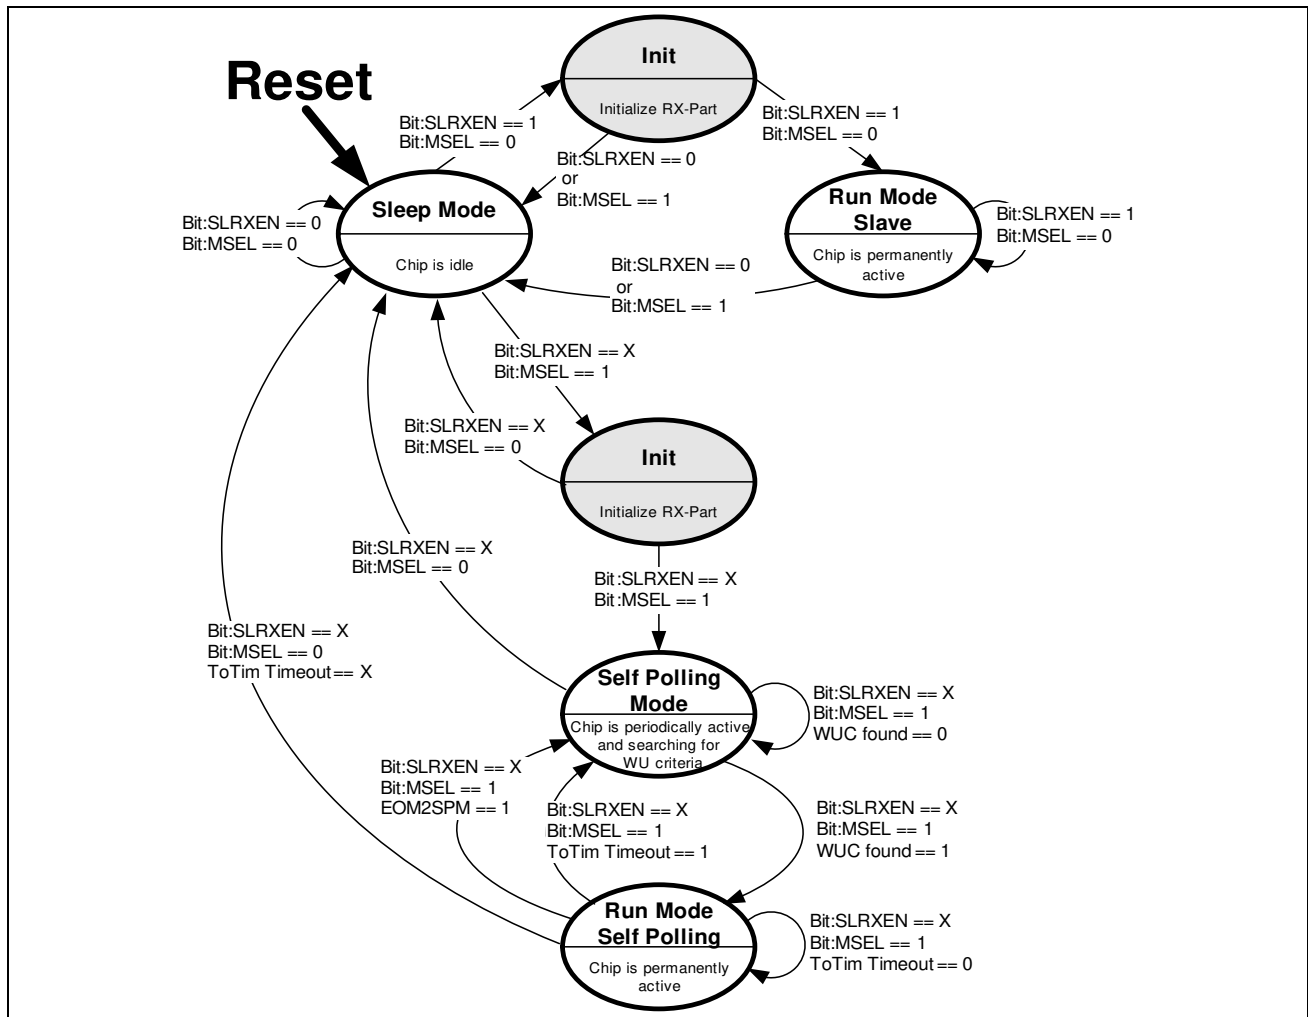 Reset
Init
Initialize RX-Part
Bit:SLRXEN == 1
Bit:MSEL == 0
Bit:SLRXEN == 1
Bit:MSEL == 0
Bit:SLRXEN == 0
or
Bit:MSEL == 1
Sleep Mode
Chip is idle
Bit:SLRXEN == 0
Bit:MSEL == 0
Run Mode
Slave
Chip is permanently
active
Bit:SLRXEN == 1
Bit:MSEL == 0
Bit:SLRXEN == 0
or
Bit:MSEL == 1
Bit:SLRXEN == X
Bit:MSEL == 1
Bit:SLRXEN == X
Bit:MSEL == 0
Init
Initialize RX-Part
Bit:SLRXEN == X
Bit:MSEL == 0
Bit:SLRXEN == X
Bit:MSEL == 1
Bit:SLRXEN == X
Bit:MSEL == 0
ToTim Timeout == X
Self Polling
Mode
Chip is periodically active
and searching for
WU criteria
Bit:SLRXEN == X
Bit:MSEL == 1
WUC found == 0
Bit:SLRXEN == X
Bit:MSEL == 1
EOM2SPM == 1
Bit:SLRXEN == X
Bit:MSEL == 1
ToTim Timeout == 1
Bit:SLRXEN == X
Bit:MSEL == 1
WUC found == 1
Run Mode
Self Polling
Chip is permanently
active
Bit:SLRXEN == X
Bit:MSEL == 1
ToTim Timeout == 0